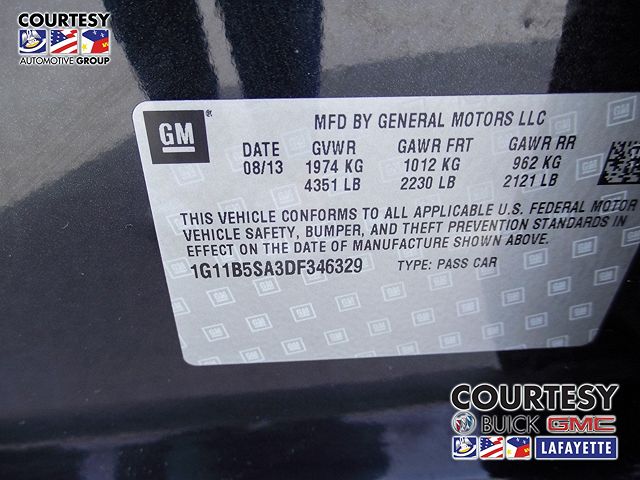 COURTESY
AUTOMOTIVE GROUP
GM
MFD BY GENERAL MOTORS LLC
DATE GVWR GAWR FRT GAWR RR
08/13 1974 KG 1012 KG 962 KG
4351 LB 2230 LB 2121 LB
THIS VEHICLE CONFORMS TO ALL APPLICABLE U.S. FEDERAL MOTOR
VEHICLE SAFETY, BUMPER, AND THEFT PREVENTION STANDARDS IN
EFFECT ON THE DATE OF MANUFACTURE SHOWN ABOVE.
1G11B5SA3DF346329 TYPE: PASS CAR
COURTESY
BUICK GMC
LAFAYETTE